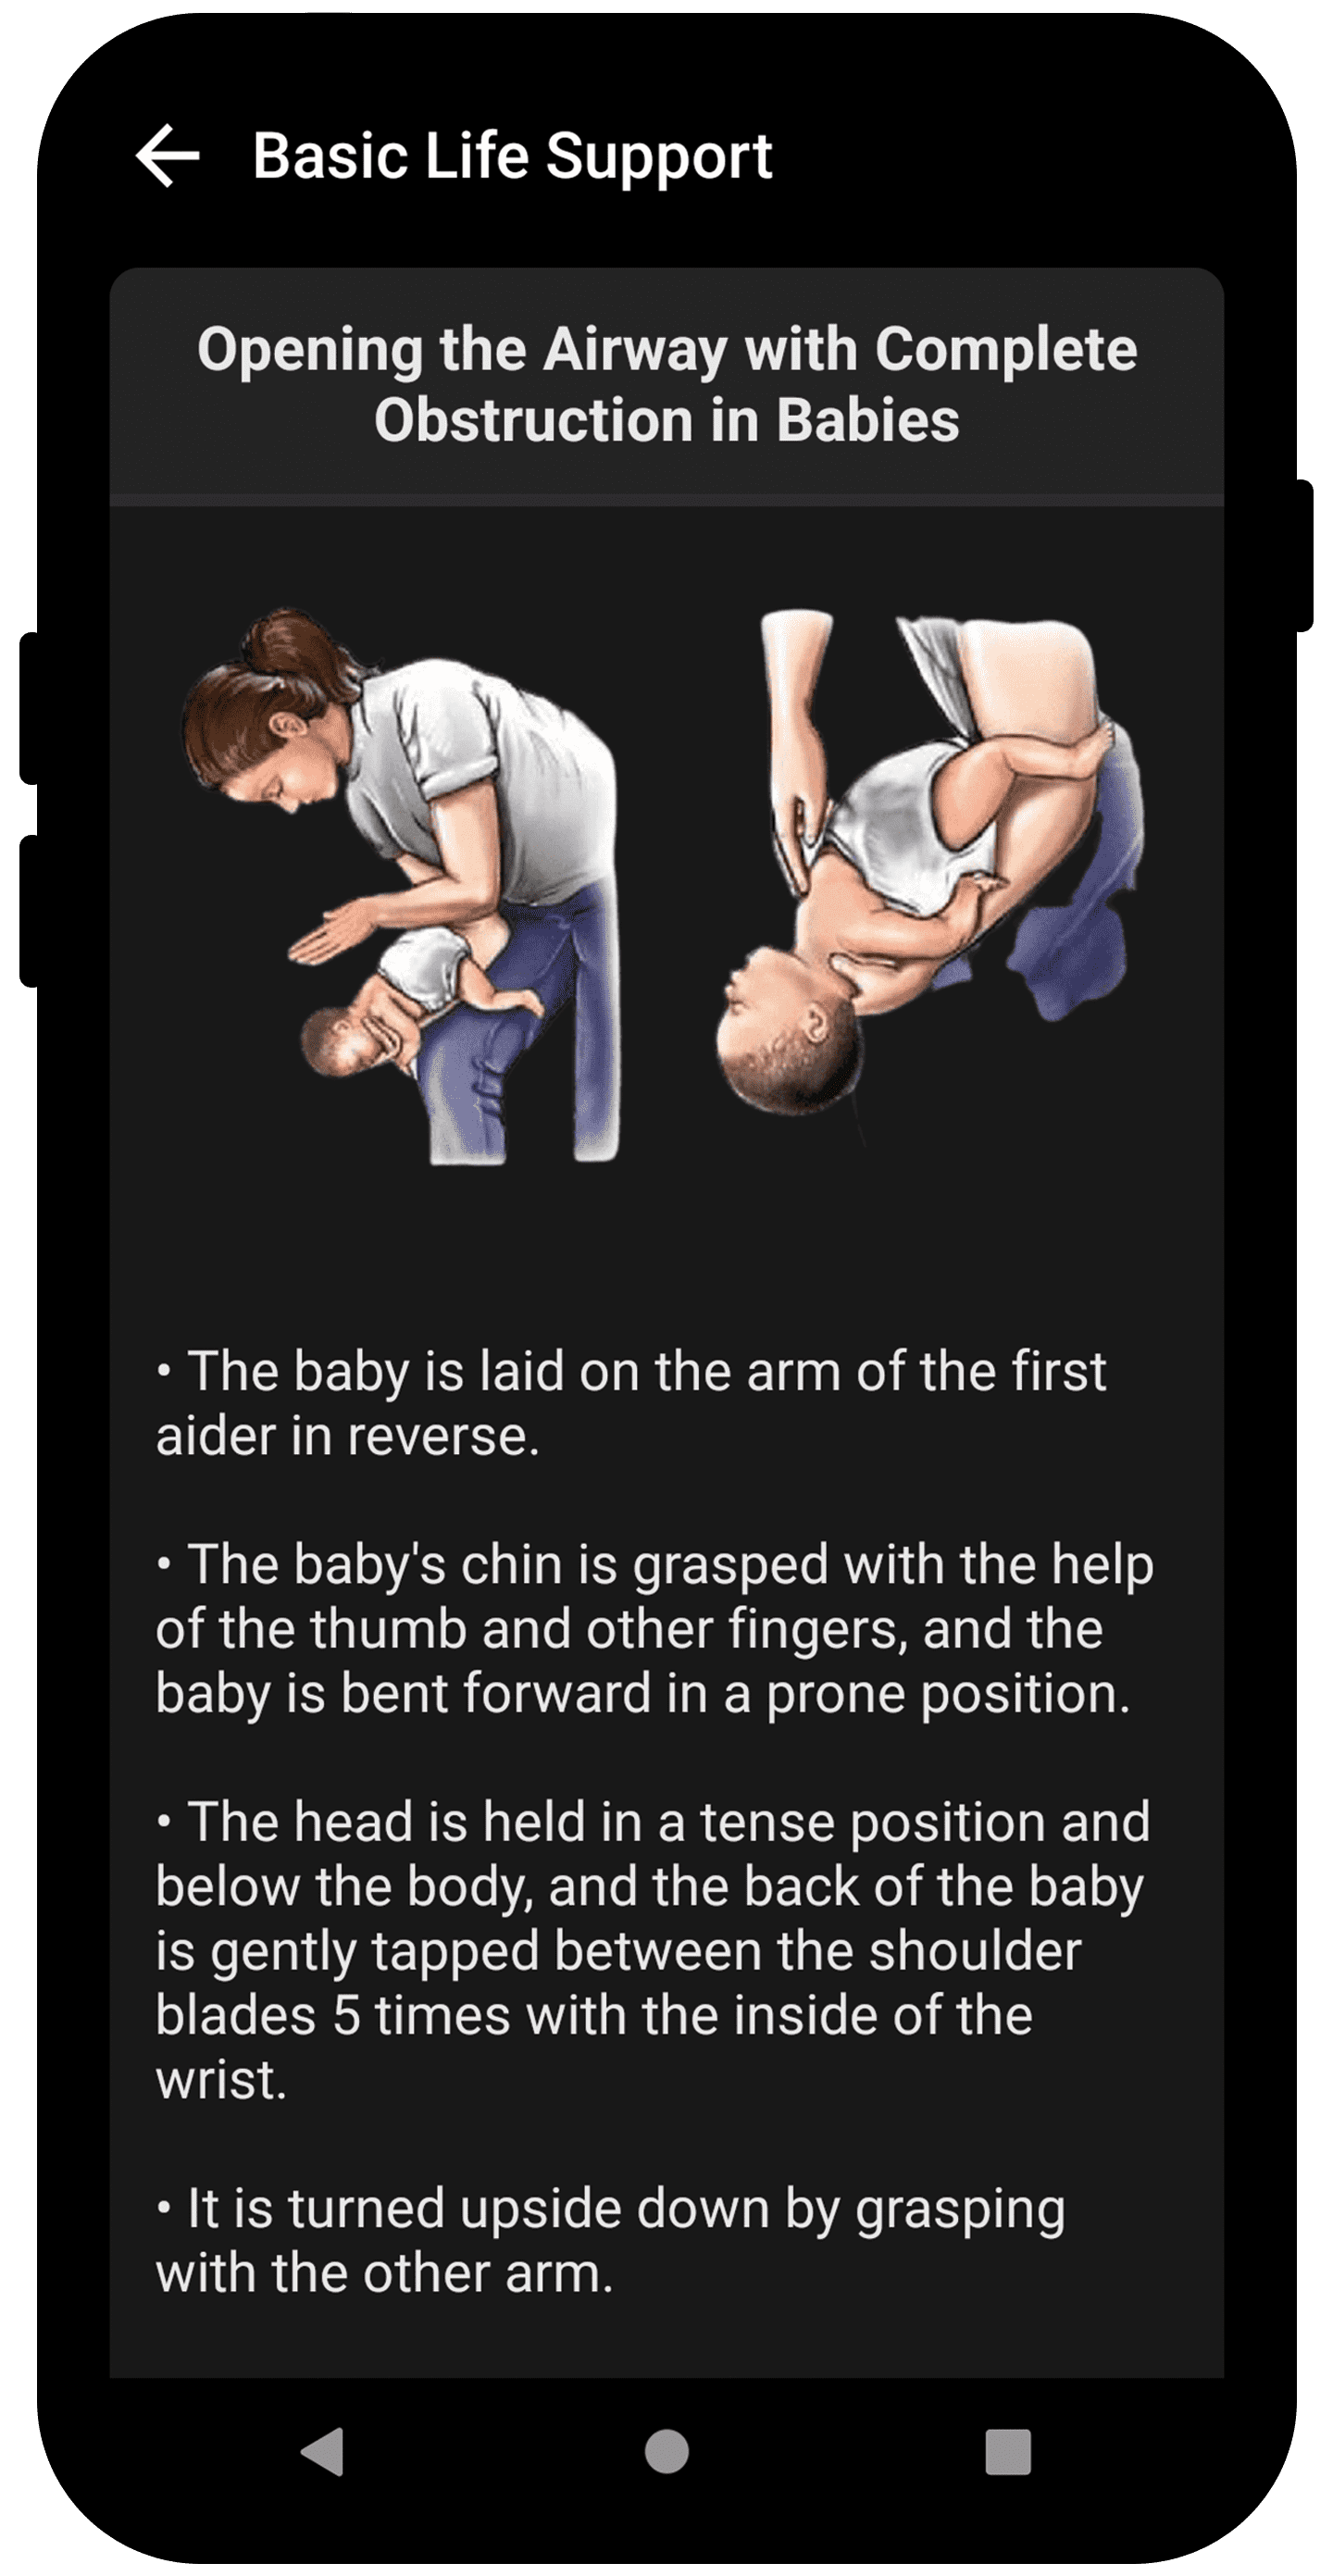 Basic Life Support
Opening the Airway with Complete
Obstruction in Babies
• The baby is laid on the arm of the first
aider in reverse.
• The baby's chin is grasped with the help
of the thumb and other fingers, and the
baby is bent forward in a prone position.
• The head is held in a tense position and
below the body, and the back of the baby
is gently tapped between the shoulder
blades 5 times with the inside of the
wrist.
• It is turned upside down by grasping
with the other arm.